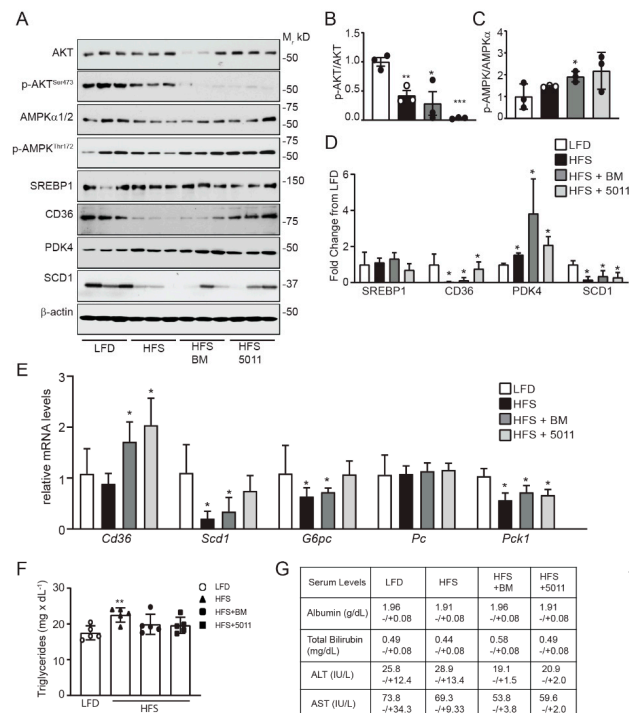 A
M, kD
AKT
-50
p-AKTSer473
-50
AMPKα1/2
-75
-50
p-AMPKThr172
-75
-50
SREBP1
-150
CD36
-75
PDK4
-50
SCD1
-37
β-actin
-50
LFD HFS HFS BM HFS 5011
B
p-AKT/AKT
1.5
1.0
0.5
0.0
** * ***
C
p-AMPK/AMPKα
4
3
2
1
0
*
LFD
HFS
HFS + BM
HFS + 5011
D
Fold Change from LFD
6
4
2
0
* * * * * * * * *
SREBP1 CD36 PDK4 SCD1
E
relative mRNA levels
3
2
1
0
* * * * * * * * *
Cd36 Scd1 G6pc Pc Pck1
LFD
HFS
HFS + BM
HFS + 5011
F
Triglycerides (mg x dL-1)
30
20
10
0
**
LFD
HFS
HFS+BM
HFS+5011
LFD HFS
G
Serum Levels LFD HFS HFS +BM HFS +5011
Albumin (g/dL) 1.96 -/+0.08 1.91 -/+0.08 1.96 -/+0.08 1.91 -/+0.08
Total Bilirubin (mg/dL) 0.49 -/+0.08 0.44 -/+0.08 0.58 -/+0.08 0.49 -/+0.08
ALT (IU/L) 25.8 -/+12.4 28.9 -/+13.4 19.1 -/+1.5 20.9 -/+2.0
AST (IU/L) 73.8 -/+34.3 69.3 -/+9.33 53.8 -/+3.8 59.6 -/+2.0